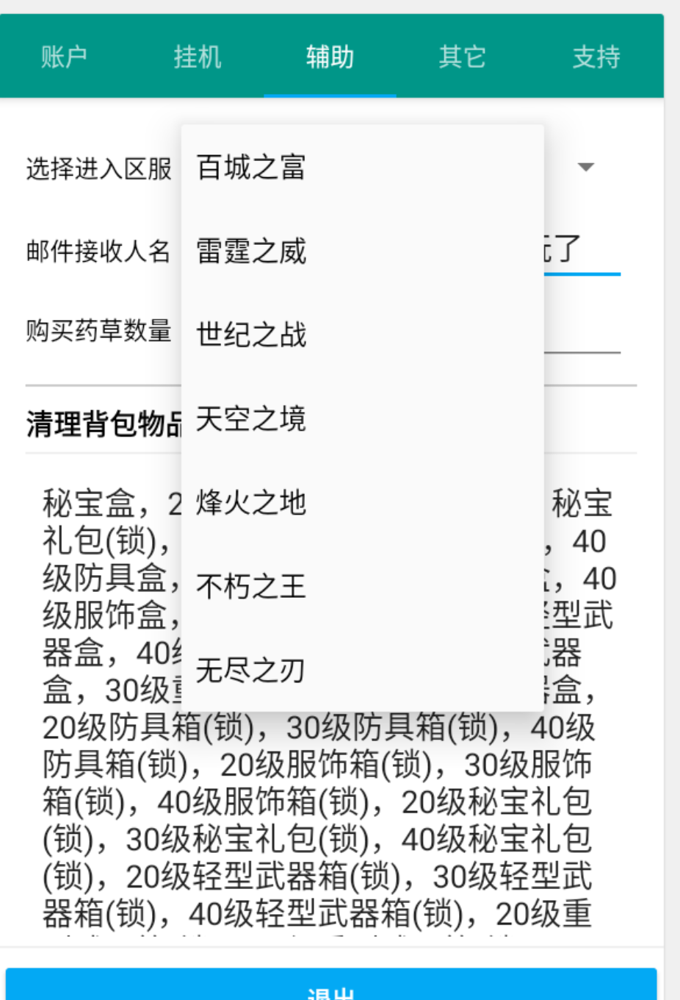 账户 挂机 辅助 其它 支持
选择进入区服 百城之富
邮件接收人名 雷霆之威 了
购买药草数量 世纪之战
天空之境
清理背包物品
秘宝盒，2 烽火之地 秘宝
礼包(锁)， ，40
级防具盒， 不朽之王 ，40
级服饰盒， 型武
器盒，40 无尽之刃 器
盒，30级 盒，
20级防具箱(锁)，30级防具箱(锁)，40级
防具箱(锁)，20级服饰箱(锁)，30级服饰
箱(锁)，40级服饰箱(锁)，20级秘宝礼包
(锁)，30级秘宝礼包(锁)，40级秘宝礼包
(锁)，20级轻型武器箱(锁)，30级轻型武
器箱(锁)，40级轻型武器箱(锁)，20级重
退出